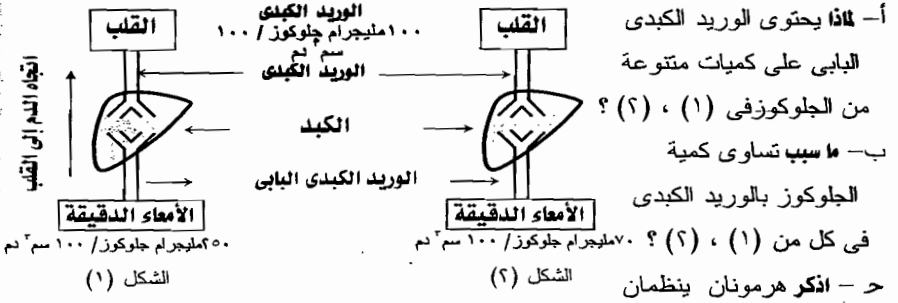 أ- لماذا يحتوى الوريد الكبدى
البابى على كميات متنوعة
من الجلوكوز فى (١) ، (٢) ؟
ب- ما سبب تساوى كمية
الجلوكوز بالوريد الكبدى
فى كل من (١) ، (٢) ؟
حـ - اذكر هرمونان ينظمان
القلب
الوريد الكبدى
١٠٠ مليجرام جلوكوز / ١٠٠
سم٣ دم
القلب
الوريد الكبدى
اتجاه الدم إلى القلب
الكبد
الوريد الكبدى البابى
الأمعاء الدقيقة
الأمعاء الدقيقة
٧٠ مليجرام جلوكوز / ١٠٠ سم٣ دم
٢٥٠ مليجرام جلوكوز / ١٠٠ سم٣ دم
الشكل (٢)
الشكل (١)